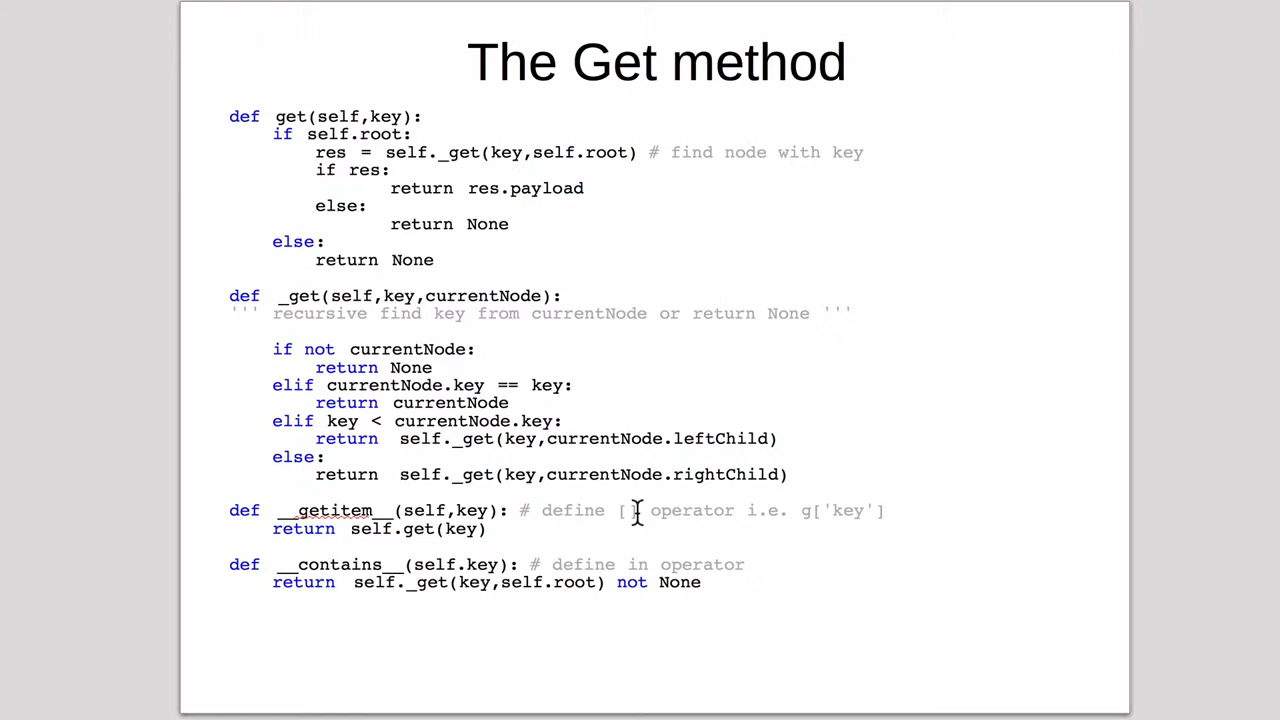 The Get method
def get(self,key):
if self.root:
res = self._get(key,self.root) # find node with key
if res:
return res.payload
else:
return None
else:
return None
def _get(self,key,currentNode):
''' recursive find key from currentNode or return None '''
if not currentNode:
return None
elif currentNode.key == key:
return currentNode
elif key < currentNode.key:
return self._get(key,currentNode.leftChild)
else:
return self._get(key,currentNode.rightChild)
def __getitem__(self,key): # define [] operator i.e. g['key']
return self.get(key)
def __contains__(self.key): # define in operator
return self._get(key,self.root) not None